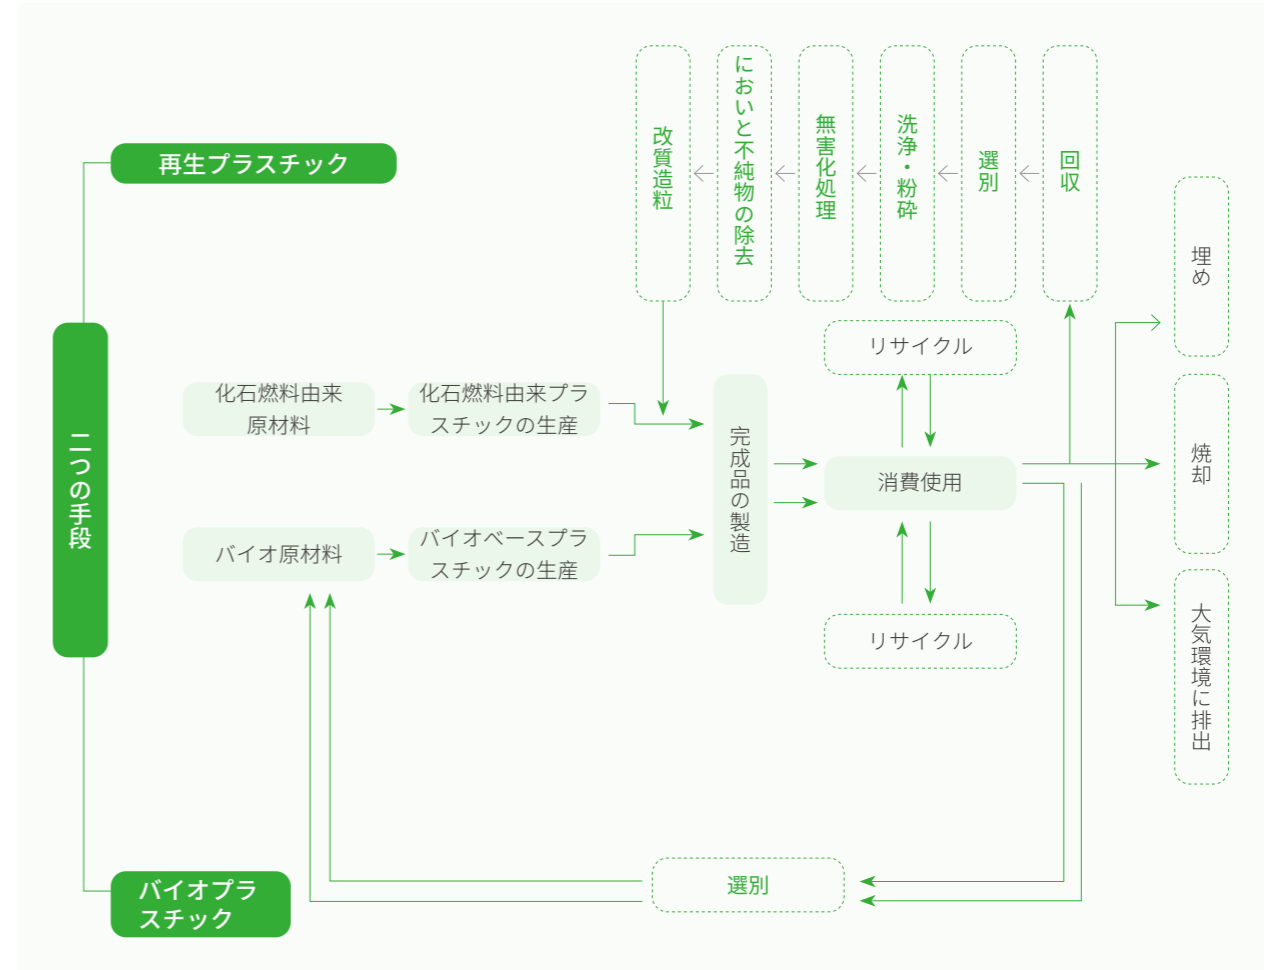 再生プラスチック
二つの手段
バイオプラ
スチック
改質造粒
においと不純物の除去
無害化処理
洗浄・粉砕
選別
回収
化石燃料由来
原材料
化石燃料由来プラ
スチックの生産
バイオ原材料
バイオベースプラ
スチックの生産
完成品の製造
リサイクル
消費使用
リサイクル
埋め
焼却
大気環境に排出
選別